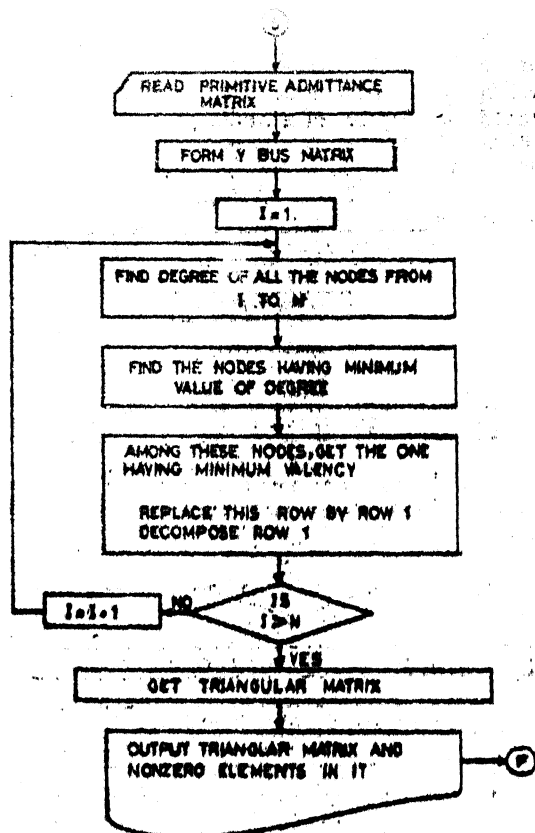 READ PRIMITIVE ADMITTANCE
MATRIX
FORM Y BUS MATRIX
I = 1.
FIND DEGREE OF ALL THE NODES FROM
I TO N
FIND THE NODES HAVING MINIMUM
VALUE OF DEGREE
AMONG THESE NODES, GET THE ONE
HAVING MINIMUM VALENCY
REPLACE THIS ROW BY ROW 1
DECOMPOSE ROW 1
IS
I ≥ N
NO
I = I + 1
YES
GET TRIANGULAR MATRIX
OUTPUT TRIANGULAR MATRIX AND
NONZERO ELEMENTS IN IT
F